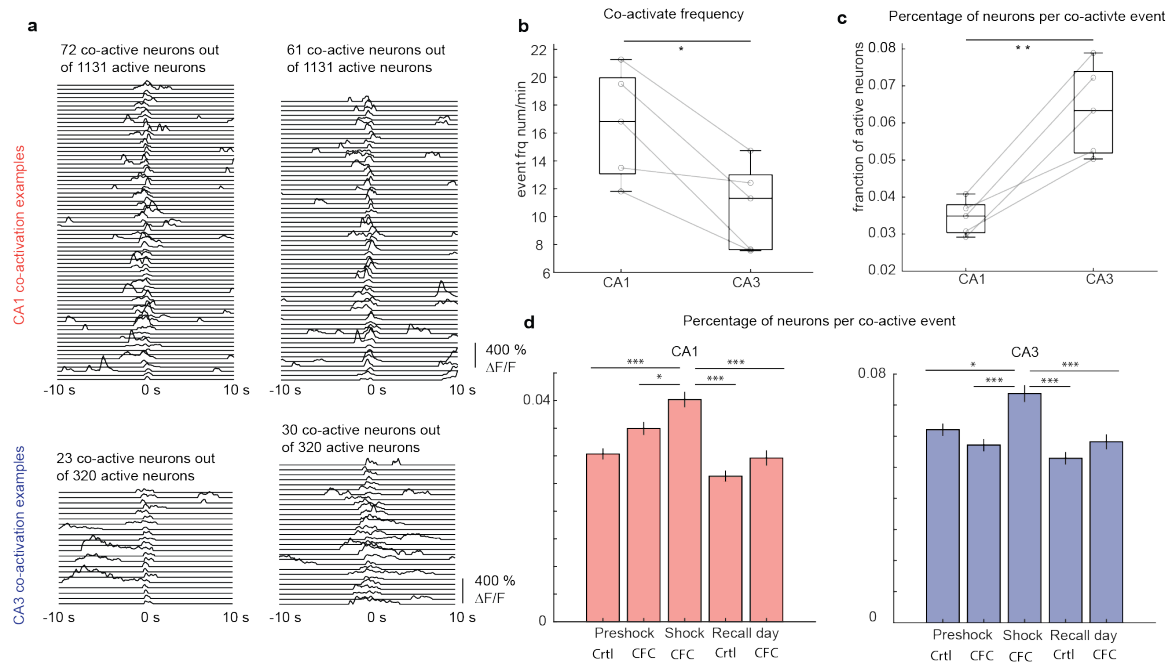 a
72 co-active neurons out
of 1131 active neurons
61 co-active neurons out
of 1131 active neurons
CA1 co-activation examples
-10 s
0 s
10 s
-10 s
0 s
10 s
400 %
ΔF/F
23 co-active neurons out
of 320 active neurons
30 co-active neurons out
of 320 active neurons
CA3 co-activation examples
-10 s
0 s
10 s
-10 s
0 s
10 s
400 %
ΔF/F
b
Co-activate frequency
*
event frq num/min
22
20
18
16
14
12
10
8
6
CA1
CA3
c
Percentage of neurons per co-activte event
* *
franction of active neurons
0.08
0.07
0.06
0.05
0.04
0.03
0.02
CA1
CA3
d
Percentage of neurons per co-active event
CA1
*** ***
* ***
0.04
0
Preshock Shock Recall day
Crtl CFC CFC Crtl CFC
CA3
* ***
*** ***
0.08
0
Preshock Shock Recall day
Crtl CFC CFC Crtl CFC